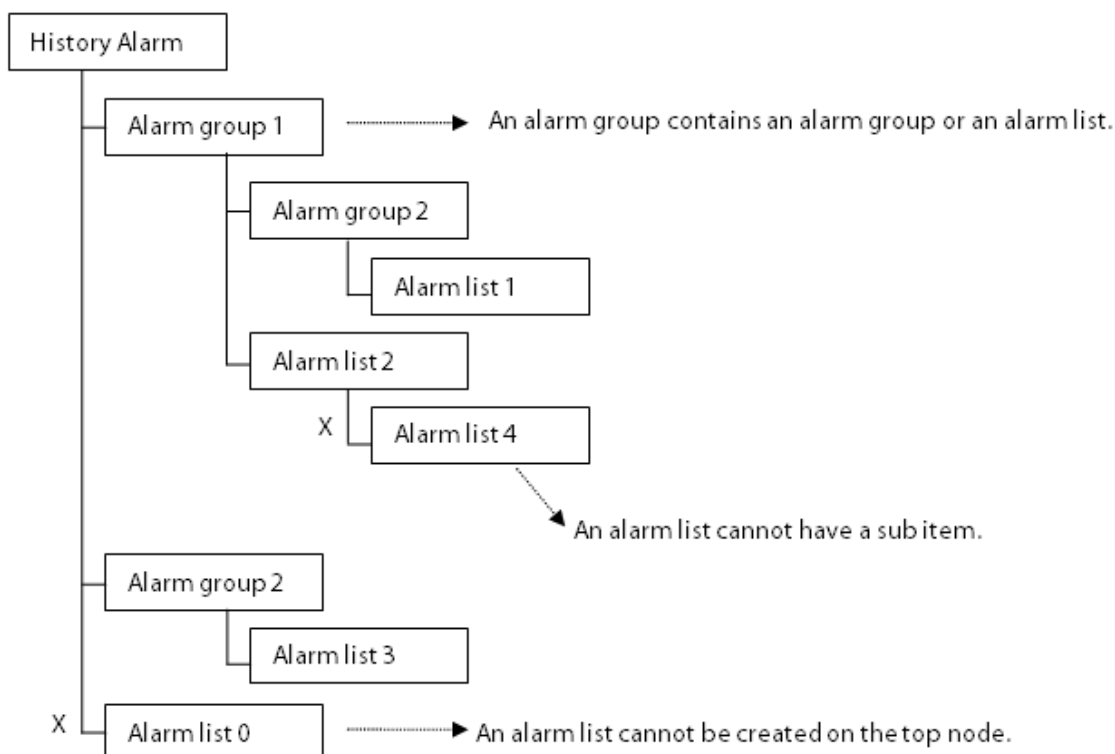 History Alarm
Alarm group 1
An alarm group contains an alarm group or an alarm list.
Alarm group 2
Alarm list 1
Alarm list 2
X
Alarm list 4
An alarm list cannot have a sub item.
Alarm group 2
Alarm list 3
X
Alarm list 0
An alarm list cannot be created on the top node.